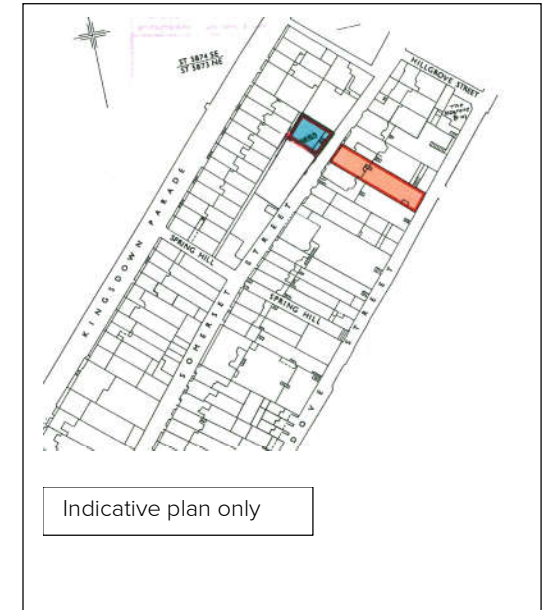 ST 5874 SE
ST 5873 NE
HILLGROVE STREET
KINGSDOWN PARADE
SPRING HILL
SOMERSET STREET
SPRING HILL
DOVE STREET
Indicative plan only